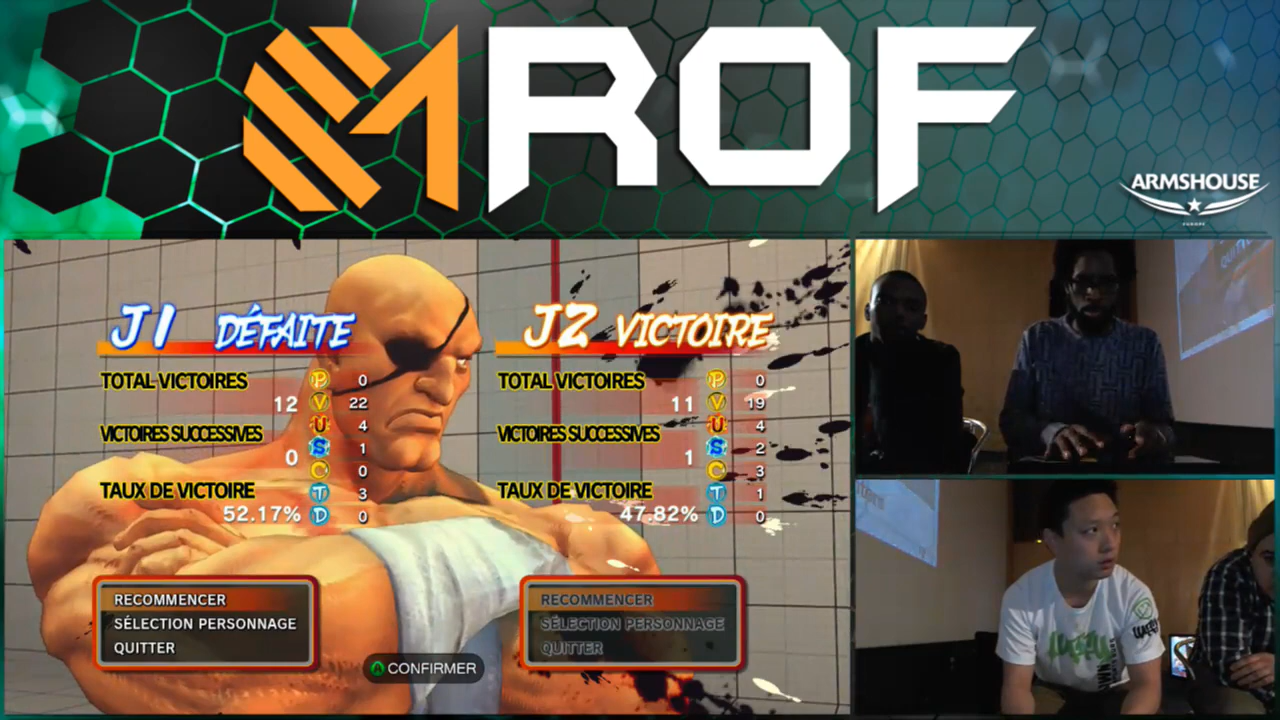 MROF
ARMSHOUSE
J1 DÉFAITE
TOTAL VICTOIRES
12
P 0
V 22
VICTOIRES SUCCESSIVES
0
U 4
S 1
C 0
TAUX DE VICTOIRE
52.17%
T 3
D 0
RECOMMENCER
SÉLECTION PERSONNAGE
QUITTER
J2 VICTOIRE
TOTAL VICTOIRES
11
P 0
V 19
VICTOIRES SUCCESSIVES
1
U 4
S 2
C 3
TAUX DE VICTOIRE
47.82%
T 1
D 0
RECOMMENCER
SÉLECTION PERSONNAGE
QUITTER
A CONFIRMER